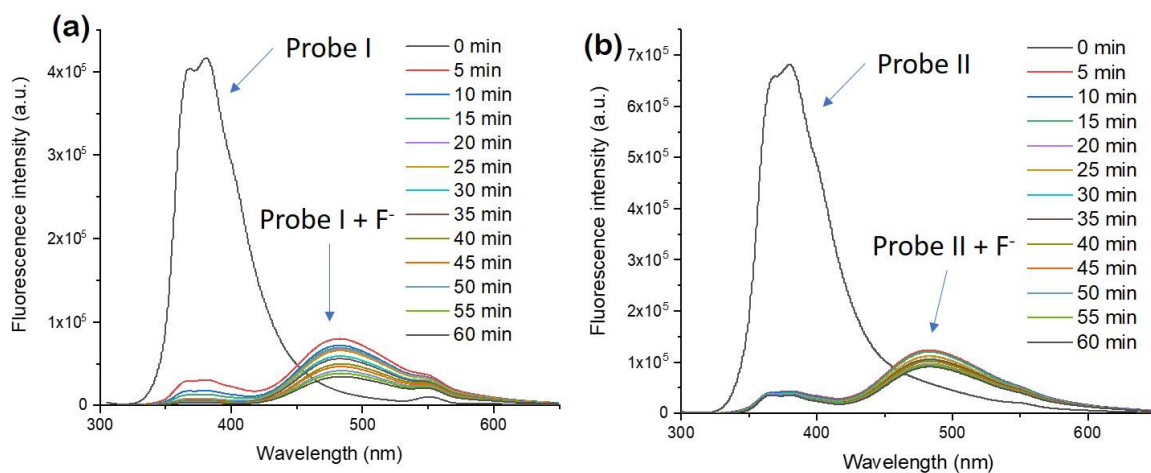 (a)
Fluorescenece intensity (a.u.)
4x10⁵
3x10⁵
2x10⁵
1x10⁵
0
300
400
500
600
Wavelength (nm)
Probe I
Probe I + F⁻
0 min
5 min
10 min
15 min
20 min
25 min
30 min
35 min
40 min
45 min
50 min
55 min
60 min
(b)
Fluorescence intensity (a.u.)
7x10⁵
6x10⁵
5x10⁵
4x10⁵
3x10⁵
2x10⁵
1x10⁵
0
300
400
500
600
Wavelength (nm)
Probe II
Probe II + F⁻
0 min
5 min
10 min
15 min
20 min
25 min
30 min
35 min
40 min
45 min
50 min
55 min
60 min